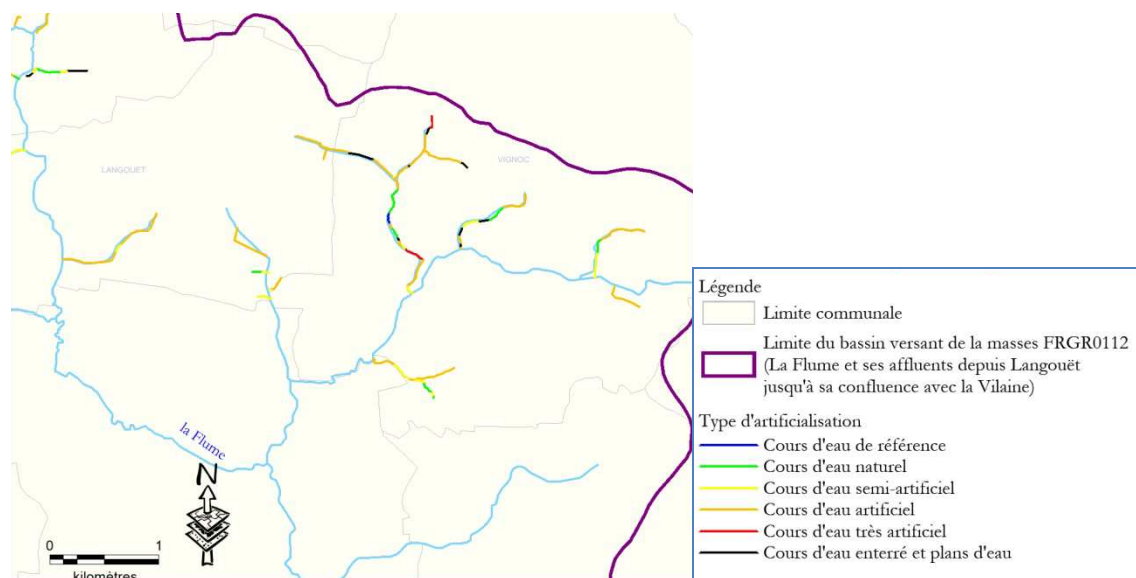 LANGOUET
VIGNOC
la Flume
N
0 1
kilomètres
Légende
Limite communale
Limite du bassin versant de la masses FRGR0112
(La Flume et ses affluents depuis Langouët
jusqu'à sa confluence avec la Vilaine)
Type d'artificialisation
Cours d'eau de référence
Cours d'eau naturel
Cours d'eau semi-artificiel
Cours d'eau artificiel
Cours d'eau très artificiel
Cours d'eau enterré et plans d'eau